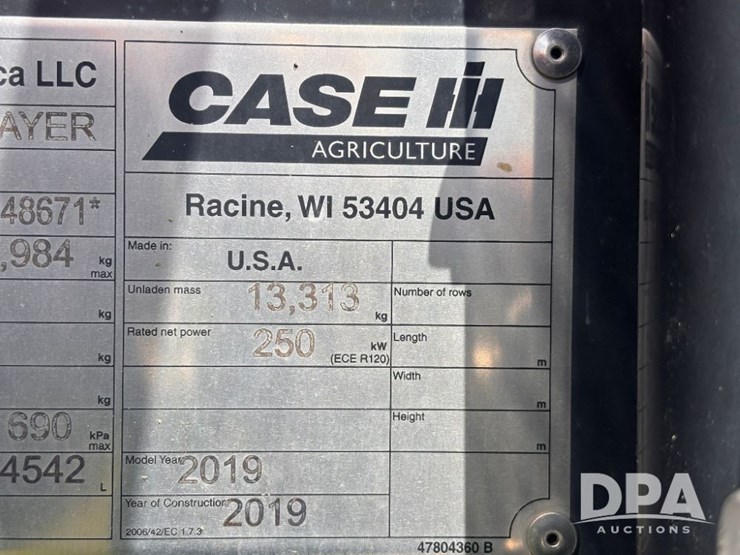 ca LLC
AYER
48671*
,984 kg
max
kg
kg
kg
690 kPa
max
4542 L
CASE IH
AGRICULTURE
Racine, WI 53404 USA
Made in: U.S.A.
Unladen mass 13,313 kg
Rated net power 250 kW
(ECE R120)
Number of rows
Length m
Width m
Height m
Model Year 2019
Year of Construction 2019
2006/42/EC 1.7.3
47804360 B
DPA
AUCTIONS